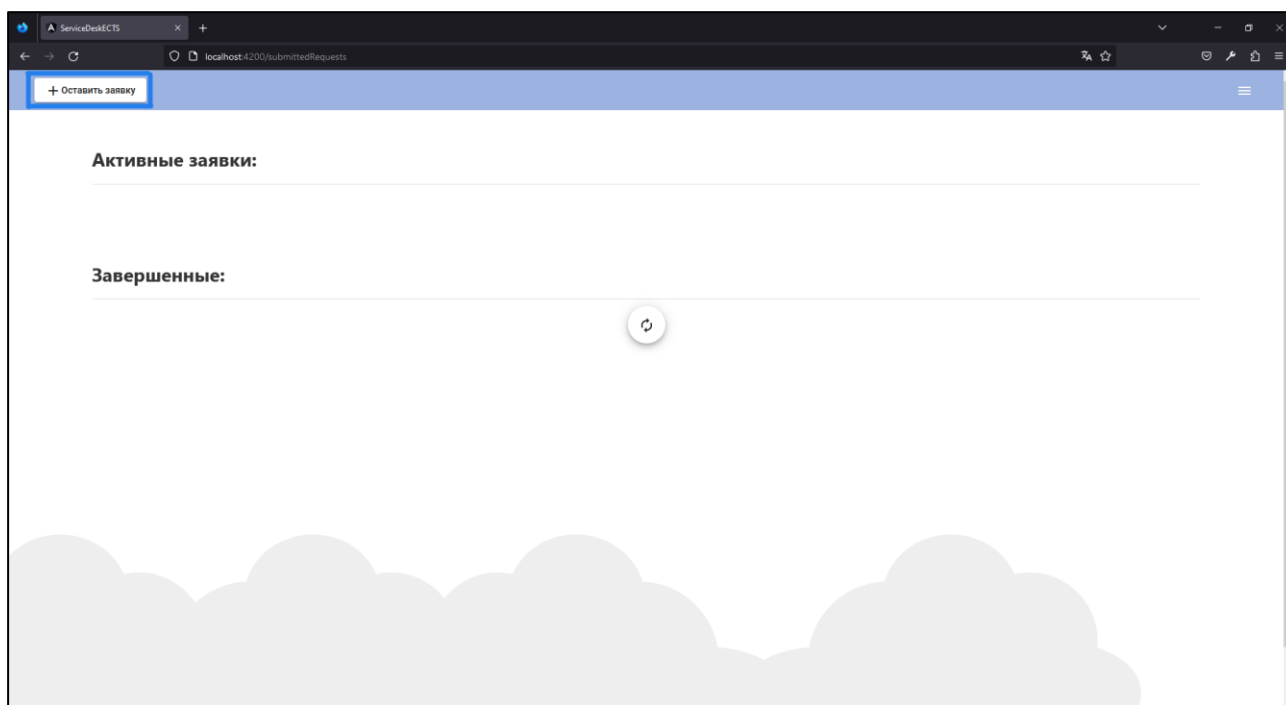 ServiceDeskECTS
localhost:4200/submittedRequests
+ Оставить заявку
Активные заявки:
Завершенные: